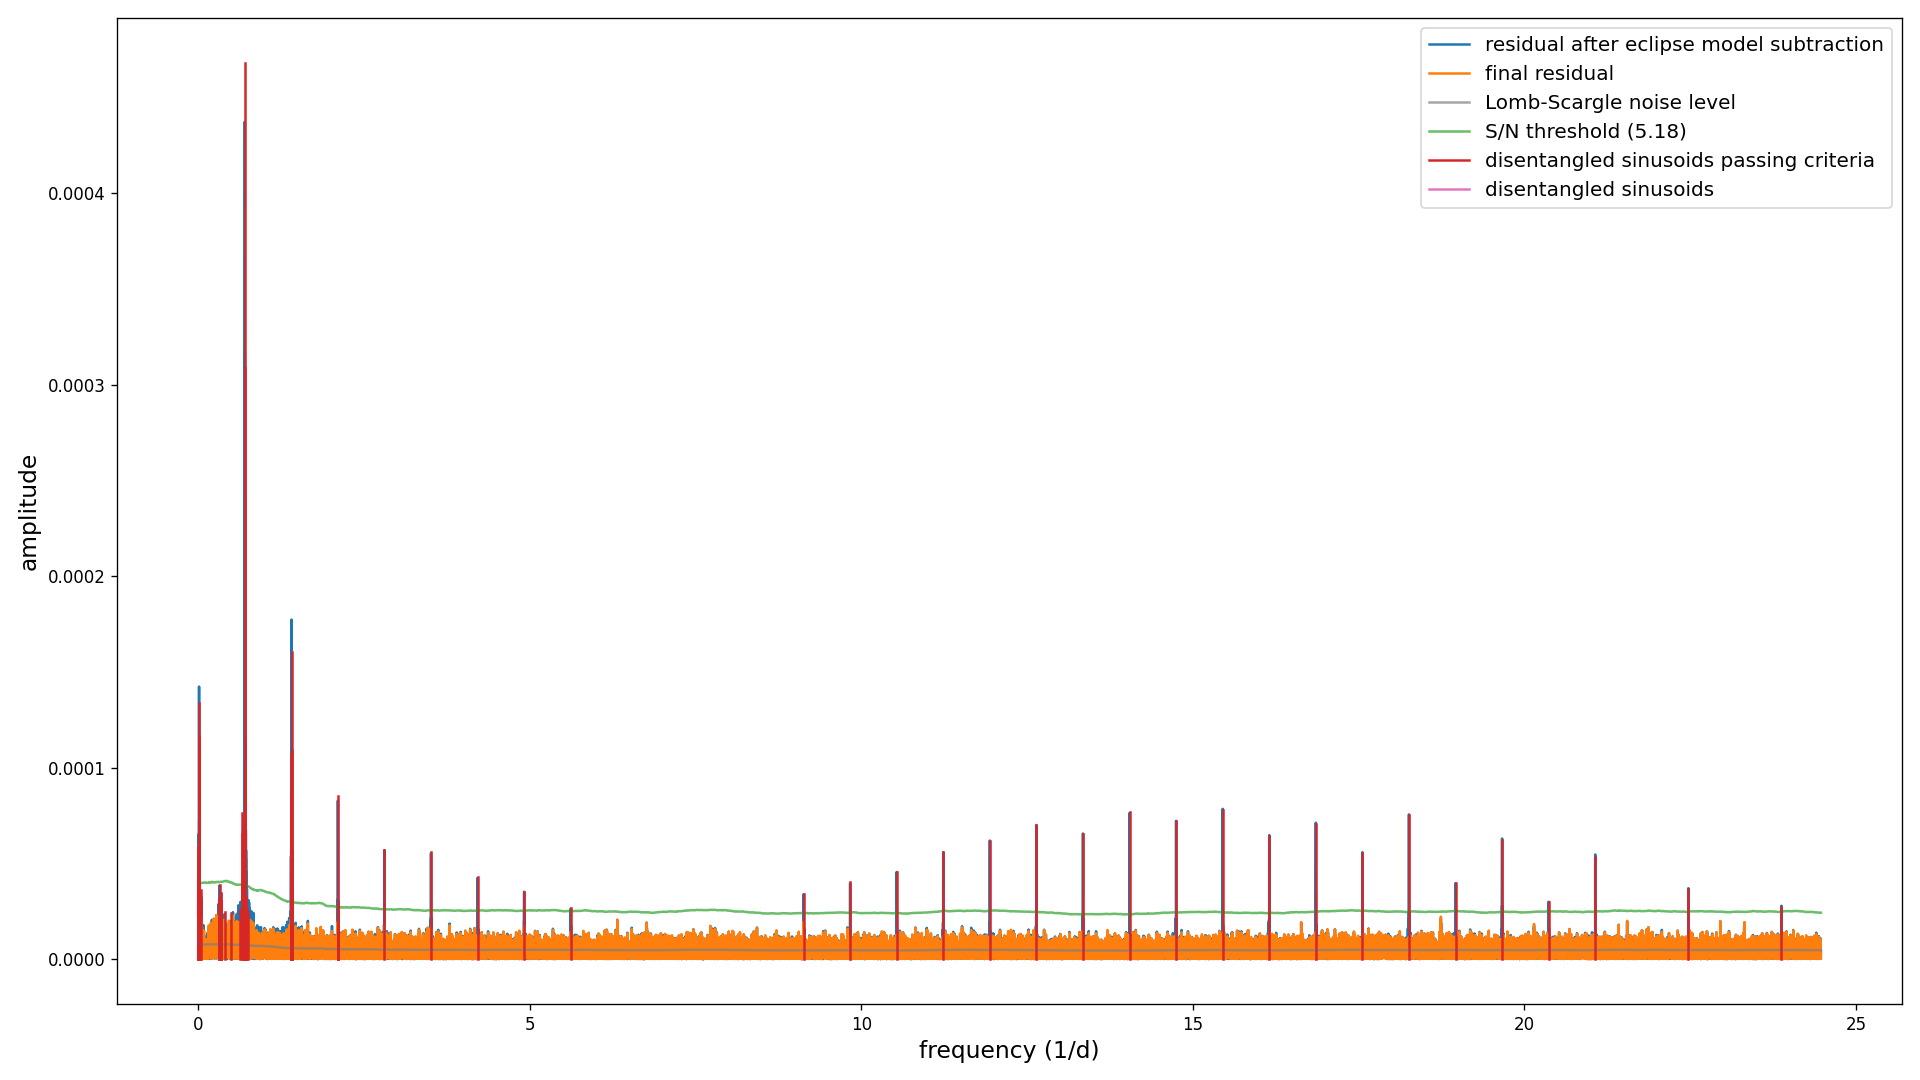 residual after eclipse model subtraction
final residual
Lomb-Scargle noise level
S/N threshold (5.18)
disentangled sinusoids passing criteria
disentangled sinusoids
amplitude
0.0004
0.0003
0.0002
0.0001
0.0000
0 5 10 15 20 25
frequency (1/d)